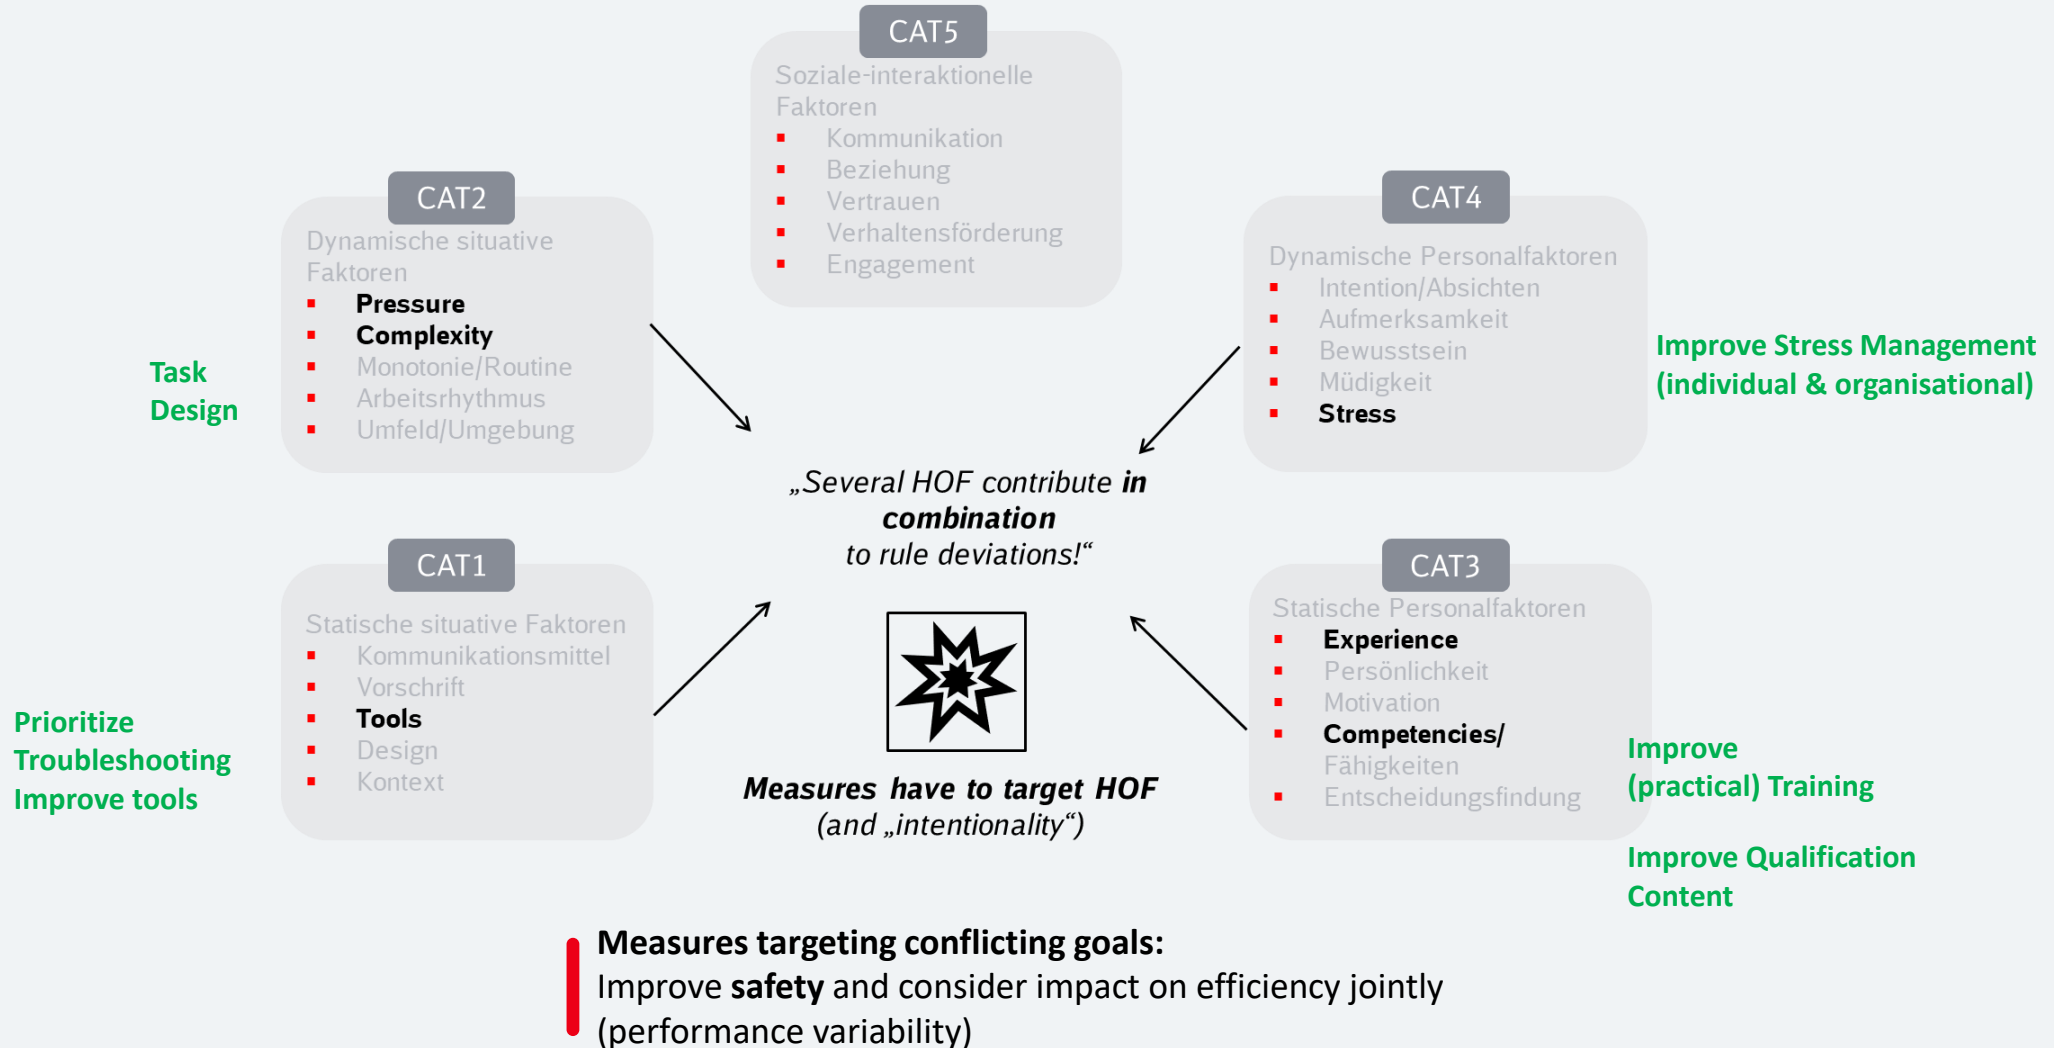 CAT5
Soziale-interaktionelle
Faktoren
▪ Kommunikation
▪ Beziehung
▪ Vertrauen
▪ Verhaltensförderung
▪ Engagement
CAT2
Dynamische situative
Faktoren
▪ Pressure
▪ Complexity
▪ Monotonie/Routine
▪ Arbeitsrhythmus
▪ Umfeld/Umgebung
Task
Design
CAT4
Dynamische Personalfaktoren
▪ Intention/Absichten
▪ Aufmerksamkeit
▪ Bewusstsein
▪ Müdigkeit
▪ Stress
Improve Stress Management
(individual & organisational)
„Several HOF contribute in
combination
to rule deviations!“
CAT1
Statische situative Faktoren
▪ Kommunikationsmittel
▪ Vorschrift
▪ Tools
▪ Design
▪ Kontext
Prioritize
Troubleshooting
Improve tools
Measures have to target HOF
(and „intentionality“)
CAT3
Statische Personalfaktoren
▪ Experience
▪ Persönlichkeit
▪ Motivation
▪ Competencies/
Fähigkeiten
▪ Entscheidungsfindung
Improve
(practical) Training
Improve Qualification
Content
Measures targeting conflicting goals:
Improve safety and consider impact on efficiency jointly
(performance variability)